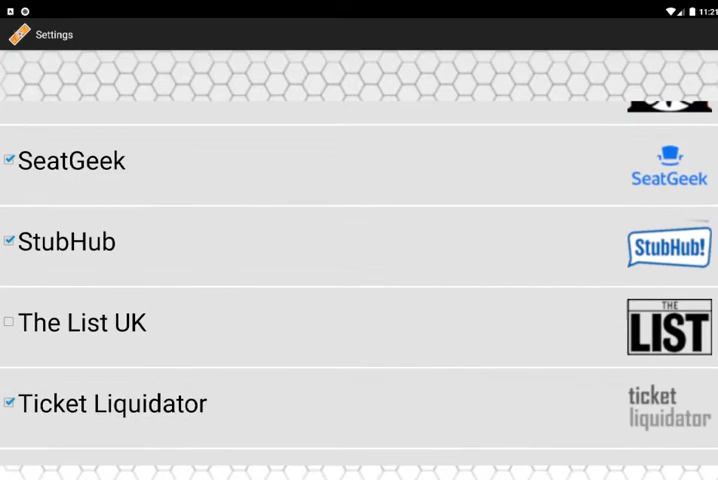 11:21
Settings
SeatGeek
SeatGeek
StubHub
StubHub!
The List UK
THE
LIST
Ticket Liquidator
ticket
liquidator